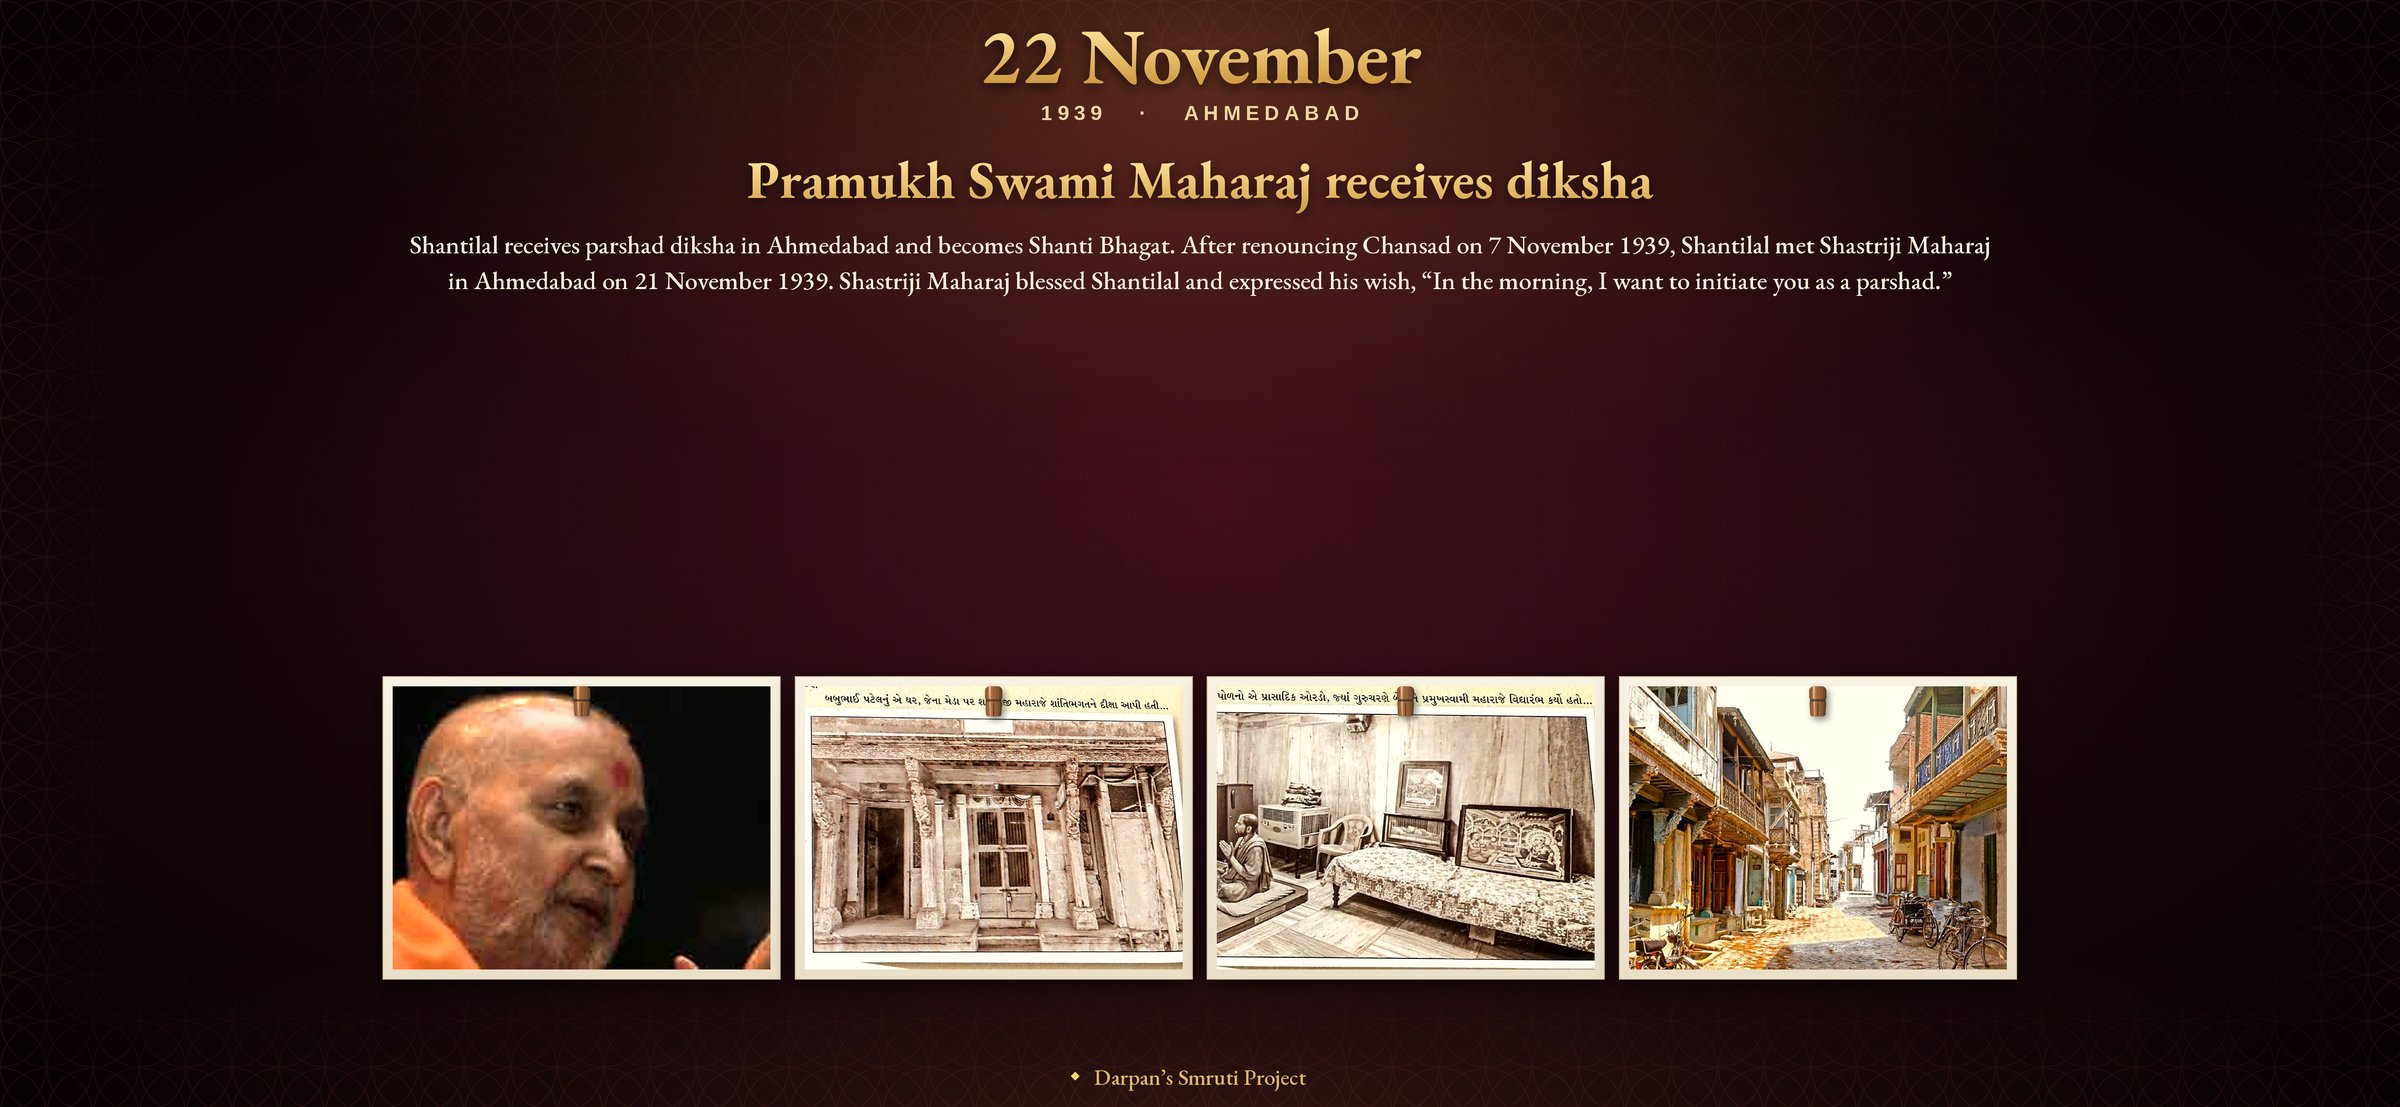 22 November
1939 · AHMEDABAD
Pramukh Swami Maharaj receives diksha
Shantilal receives parshad diksha in Ahmedabad and becomes Shanti Bhagat. After renouncing Chansad on 7 November 1939, Shantilal met Shastriji Maharaj
in Ahmedabad on 21 November 1939. Shastriji Maharaj blessed Shantilal and expressed his wish, “In the morning, I want to initiate you as a parshad.”
બબુભાઈ પટેલનું એ ઘર, જેના મેડા પર મહારાજે શાંતિભગતને દીક્ષા આપી હતી...
પોળનો એ પ્રાસાદિક ઓરડો, જ્યાં ગુરુચરણે પ્રમુખસ્વામી મહારાજે વિદ્યારંભ કર્યો હતો...
Darpan’s Smruti Project